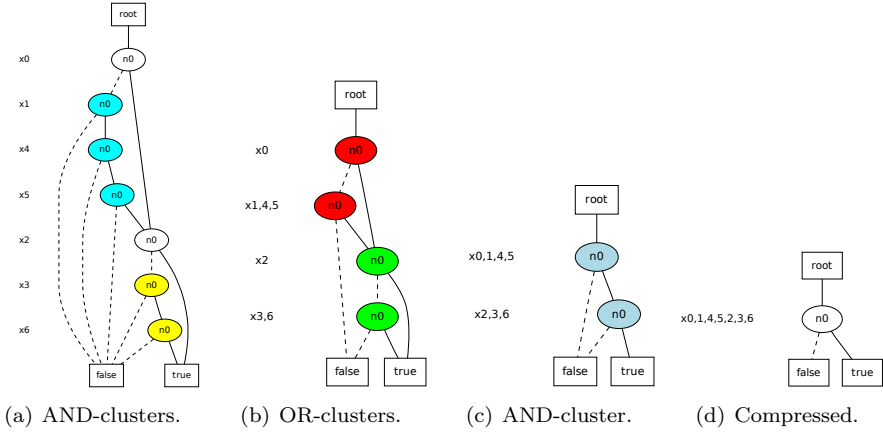 root
x0 n0
x1 n0
x4 n0
x5 n0
x2 n0
x3 n0
x6 n0
false true
(a) AND-clusters.
root
x0 n0
x1,4,5 n0
x2 n0
x3,6 n0
false true
(b) OR-clusters.
root
x0,1,4,5 n0
x2,3,6 n0
false true
(c) AND-cluster.
root
x0,1,4,5,2,3,6 n0
false true
(d) Compressed.